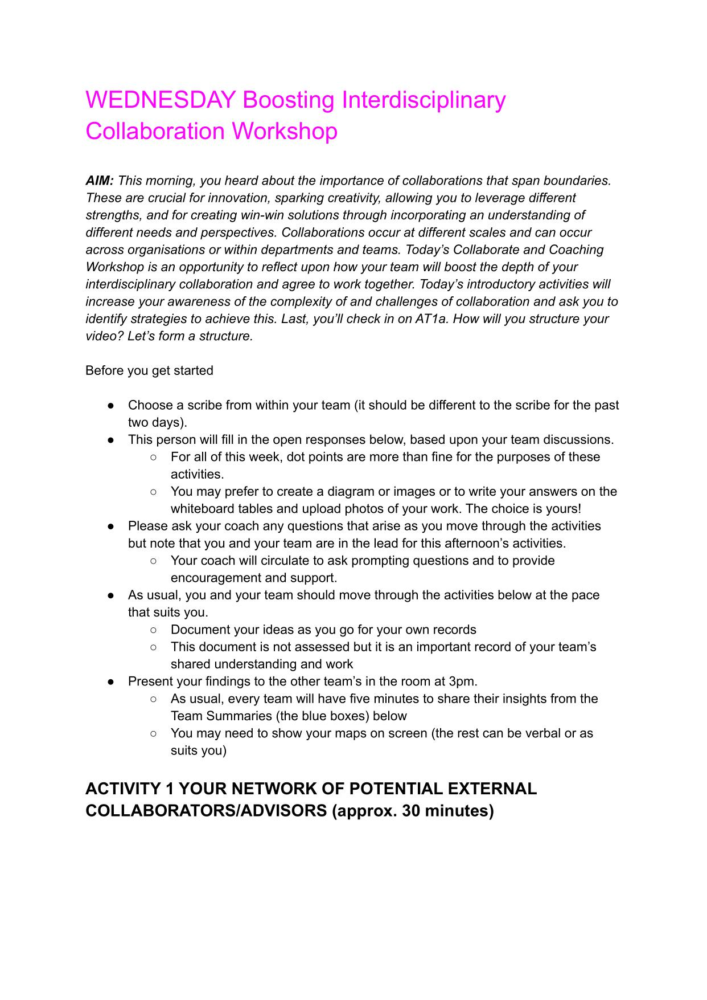 WEDNESDAY Boosting Interdisciplinary
Collaboration Workshop
AIM: This morning, you heard about the importance of collaborations that span boundaries.
These are crucial for innovation, sparking creativity, allowing you to leverage different
strengths, and for creating win-win solutions through incorporating an understanding of
different needs and perspectives. Collaborations occur at different scales and can occur
across organisations or within departments and teams. Today’s Collaborate and Coaching
Workshop is an opportunity to reflect upon how your team will boost the depth of your
interdisciplinary collaboration and agree to work together. Today’s introductory activities will
increase your awareness of the complexity of and challenges of collaboration and ask you to
identify strategies to achieve this. Last, you’ll check in on AT1a. How will you structure your
video? Let’s form a structure.
Before you get started
● Choose a scribe from within your team (it should be different to the scribe for the past
two days).
● This person will fill in the open responses below, based upon your team discussions.
○ For all of this week, dot points are more than fine for the purposes of these
activities.
○ You may prefer to create a diagram or images or to write your answers on the
whiteboard tables and upload photos of your work. The choice is yours!
● Please ask your coach any questions that arise as you move through the activities
but note that you and your team are in the lead for this afternoon’s activities.
○ Your coach will circulate to ask prompting questions and to provide
encouragement and support.
● As usual, you and your team should move through the activities below at the pace
that suits you.
○ Document your ideas as you go for your own records
○ This document is not assessed but it is an important record of your team’s
shared understanding and work
● Present your findings to the other team’s in the room at 3pm.
○ As usual, every team will have five minutes to share their insights from the
Team Summaries (the blue boxes) below
○ You may need to show your maps on screen (the rest can be verbal or as
suits you)
ACTIVITY 1 YOUR NETWORK OF POTENTIAL EXTERNAL
COLLABORATORS/ADVISORS (approx. 30 minutes)